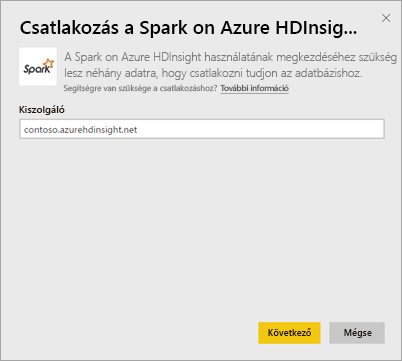 Csatlakozás a Spark on Azure HDInsig...
Spark
A Spark on Azure HDInsight használatának megkezdéséhez szükség
lesz néhány adatra, hogy csatlakozni tudjon az adatbázishoz.
Segítségre van szüksége a csatlakozáshoz? További információ
Kiszolgáló
contoso.azurehdinsight.net
Következő
Mégse